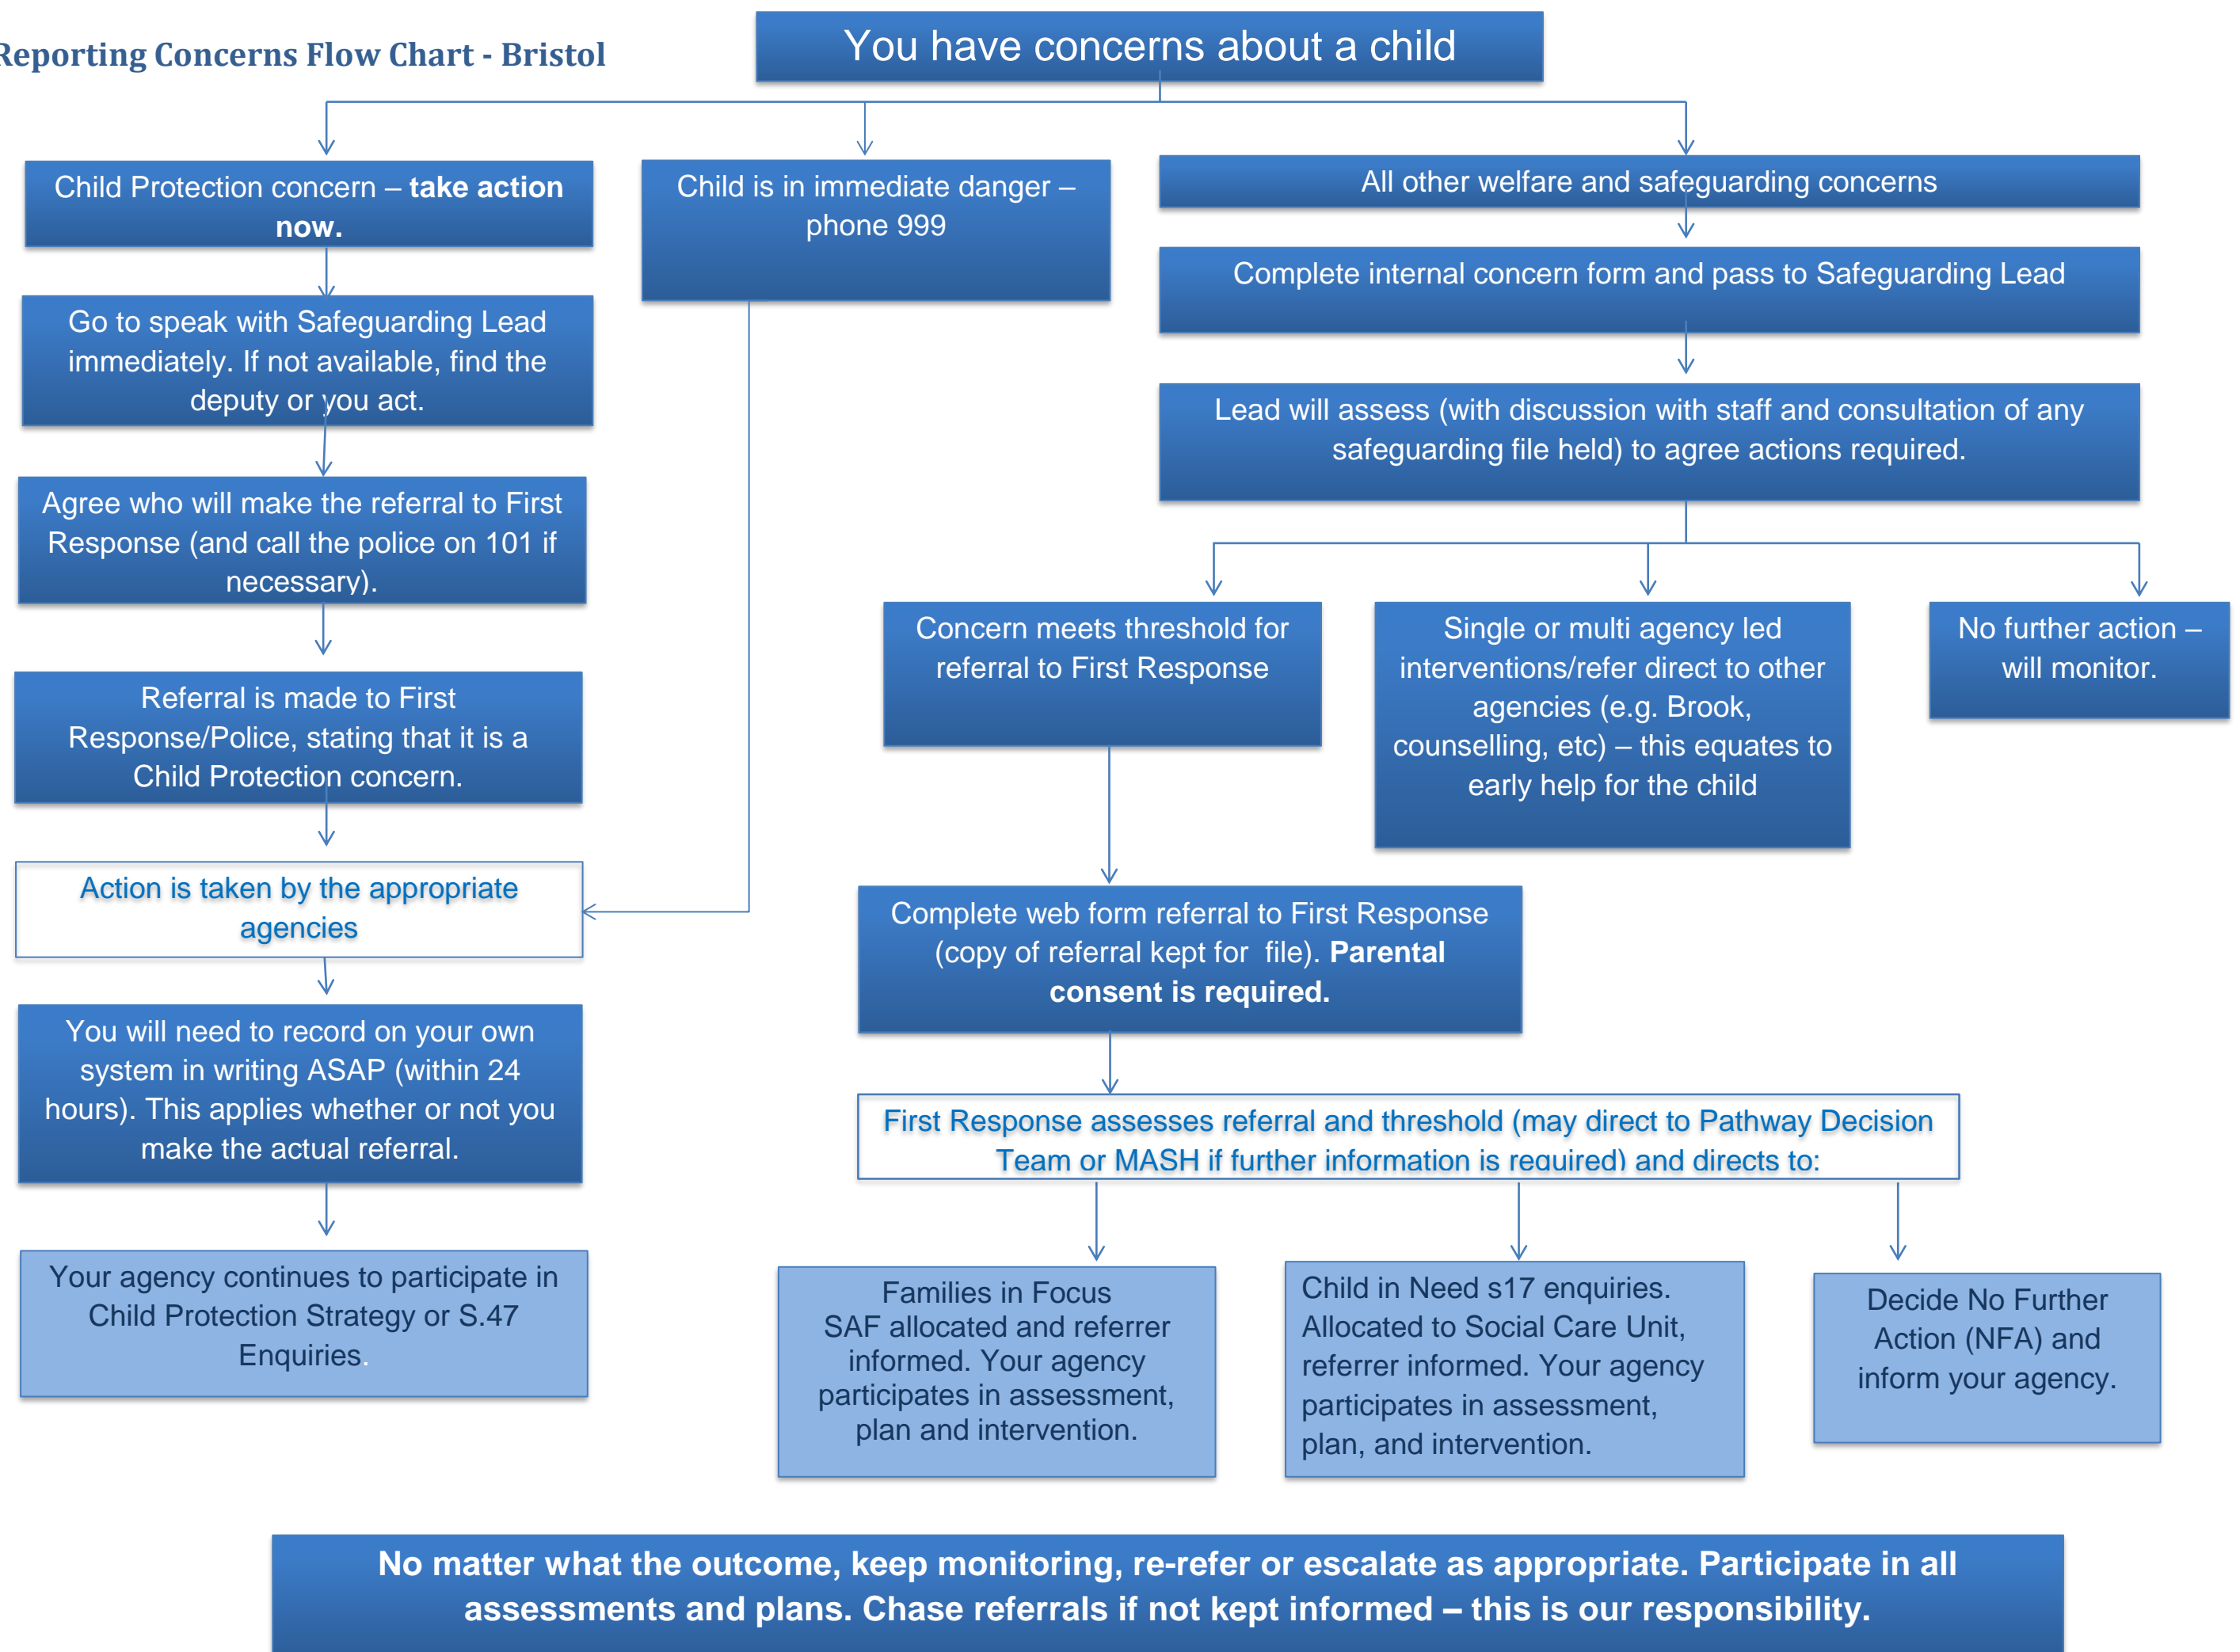 Reporting Concerns Flow Chart - Bristol
You have concerns about a child
Child Protection concern – take action
now.
Go to speak with Safeguarding Lead
immediately. If not available, find the
deputy or you act.
Agree who will make the referral to First
Response (and call the police on 101 if
necessary).
Referral is made to First
Response/Police, stating that it is a
Child Protection concern.
Action is taken by the appropriate
agencies
You will need to record on your own
system in writing ASAP (within 24
hours). This applies whether or not you
make the actual referral.
Your agency continues to participate in
Child Protection Strategy or S.47
Enquiries.
Child is in immediate danger –
phone 999
All other welfare and safeguarding concerns
Complete internal concern form and pass to Safeguarding Lead
Lead will assess (with discussion with staff and consultation of any
safeguarding file held) to agree actions required.
Concern meets threshold for
referral to First Response
Single or multi agency led
interventions/refer direct to other
agencies (e.g. Brook,
counselling, etc) – this equates to
early help for the child
No further action –
will monitor.
Complete web form referral to First Response
(copy of referral kept for file). Parental
consent is required.
First Response assesses referral and threshold (may direct to Pathway Decision
Team or MASH if further information is required) and directs to:
Families in Focus
SAF allocated and referrer
informed. Your agency
participates in assessment,
plan and intervention.
Child in Need s17 enquiries.
Allocated to Social Care Unit,
referrer informed. Your agency
participates in assessment,
plan, and intervention.
Decide No Further
Action (NFA) and
inform your agency.
No matter what the outcome, keep monitoring, re-refer or escalate as appropriate. Participate in all
assessments and plans. Chase referrals if not kept informed – this is our responsibility.